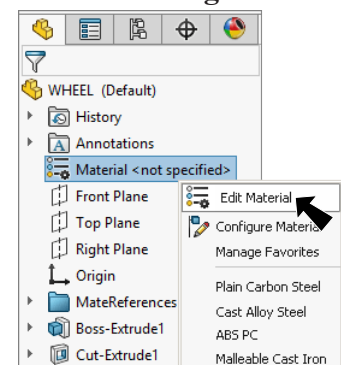 WHEEL (Default)
History
A Annotations
Material <not specified>
Edit Material
Front Plane
Top Plane
Configure Material
Right Plane
Manage Favorites
Origin
MateReferences
Plain Carbon Steel
Boss-Extrude1
Cast Alloy Steel
ABS PC
Cut-Extrude1
Malleable Cast Iron